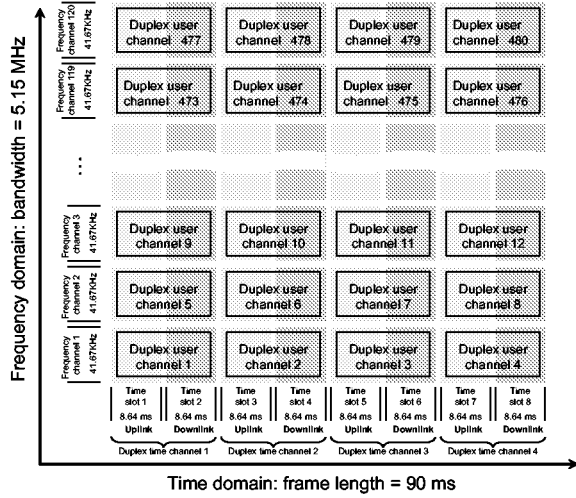 Frequency domain: bandwidth = 5.15 MHz
Frequency
channel 120
41.67KHz
Duplex user
channel 477
Duplex user
channel 478
Duplex user
channel 479
Duplex user
channel 480
Frequency
channel 119
41.67KHz
Duplex user
channel 473
Duplex user
channel 474
Duplex user
channel 475
Duplex user
channel 476
...
Frequency
channel 3
41.67KHz
Duplex user
channel 9
Duplex user
channel 10
Duplex user
channel 11
Duplex user
channel 12
Frequency
channel 2
41.67KHz
Duplex user
channel 5
Duplex user
channel 6
Duplex user
channel 7
Duplex user
channel 8
Frequency
channel 1
41.67KHz
Duplex user
channel 1
Duplex user
channel 2
Duplex user
channel 3
Duplex user
channel 4
Time
slot 1
8.64 ms
Uplink
Time
slot 2
8.64 ms
Downlink
Time
slot 3
8.64 ms
Uplink
Time
slot 4
8.64 ms
Downlink
Time
slot 5
8.64 ms
Uplink
Time
slot 6
8.64 ms
Downlink
Time
slot 7
8.64 ms
Uplink
Time
slot 8
8.64 ms
Downlink
Duplex time channel 1
Duplex time channel 2
Duplex time channel 3
Duplex time channel 4
Time domain: frame length = 90 ms